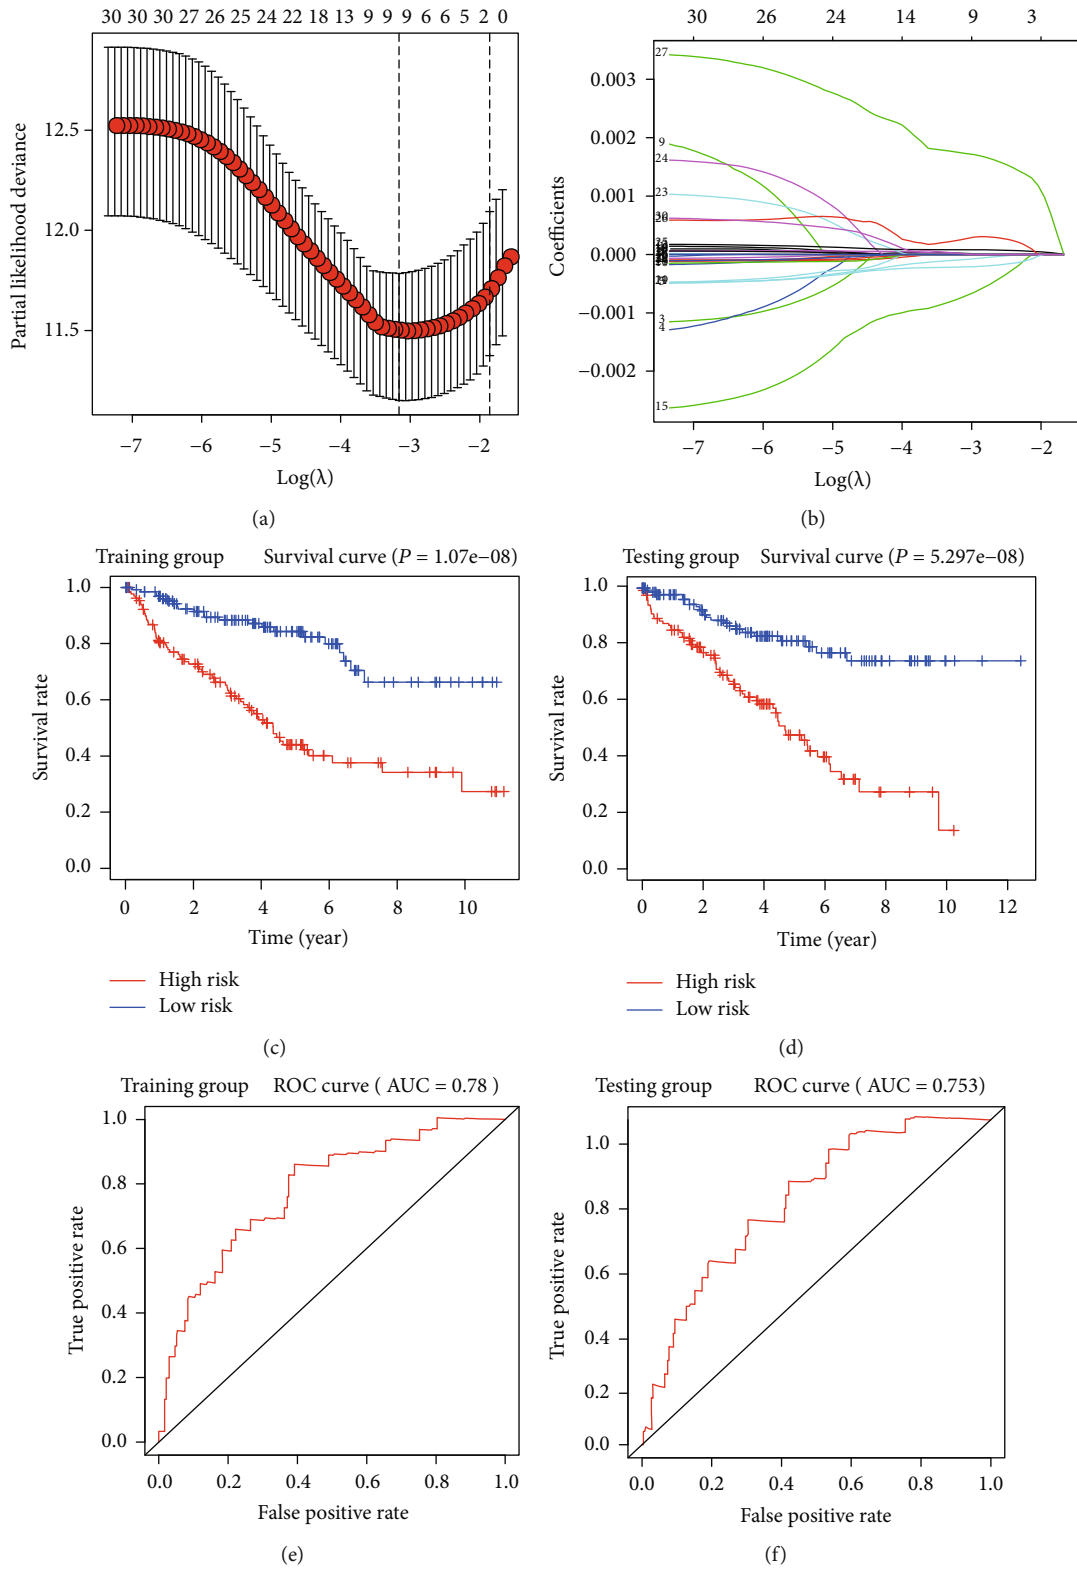 30 30 30 27 26 25 24 22 18 13 9 9 9 6 6 5 2 0
Partial likelihood deviance
12.5
12.0
11.5
−7 −6 −5 −4 −3 −2
Log(λ)
(a)
30 26 24 14 9 3
Coefficients
0.003
0.002
0.001
0.000
−0.001
−0.002
27
9
24
23
3
4
15
−7 −6 −5 −4 −3 −2
Log(λ)
(b)
Training group Survival curve (P = 1.07e−08)
Survival rate
1.0
0.8
0.6
0.4
0.2
0.0
0 2 4 6 8 10
Time (year)
High risk
Low risk
(c)
Testing group Survival curve (P = 5.297e−08)
Survival rate
1.0
0.8
0.6
0.4
0.2
0.0
0 2 4 6 8 10 12
Time (year)
High risk
Low risk
(d)
Training group ROC curve ( AUC = 0.78 )
True positive rate
1.0
0.8
0.6
0.4
0.2
0.0
0.0 0.2 0.4 0.6 0.8 1.0
False positive rate
(e)
Testing group ROC curve ( AUC = 0.753)
True positive rate
1.0
0.8
0.6
0.4
0.2
0.0
0.0 0.2 0.4 0.6 0.8 1.0
False positive rate
(f)